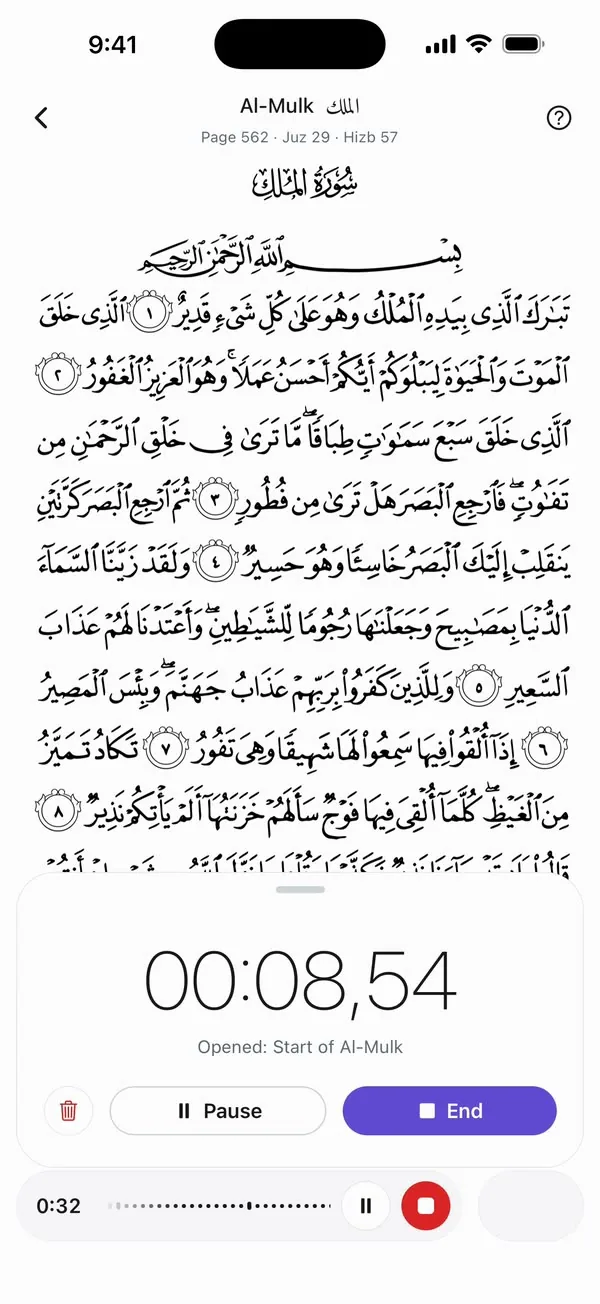 9:41
Al-Mulk الملك
Page 562 · Juz 29 · Hizb 57
سُورَةُ المُلْكِ
بِسْمِ اللَّهِ الرَّحْمَٰنِ الرَّحِيمِ
تَبَٰرَكَ ٱلَّذِى بِيَدِهِ ٱلْمُلْكُ وَهُوَ عَلَىٰ كُلِّ شَىْءٍ قَدِيرٌ ١ ٱلَّذِى خَلَقَ
ٱلْمَوْتَ وَٱلْحَيَوٰةَ لِيَبْلُوَكُمْ أَيُّكُمْ أَحْسَنُ عَمَلًا ۚ وَهُوَ ٱلْعَزِيزُ ٱلْغَفُورُ ٢
ٱلَّذِى خَلَقَ سَبْعَ سَمَٰوَٰتٍ طِبَاقًا ۖ مَّا تَرَىٰ فِى خَلْقِ ٱلرَّحْمَٰنِ مِن
تَفَٰوُتٍ ۖ فَٱرْجِعِ ٱلْبَصَرَ هَلْ تَرَىٰ مِن فُطُورٍ ٣ ثُمَّ ٱرْجِعِ ٱلْبَصَرَ كَرَّتَيْنِ
يَنقَلِبْ إِلَيْكَ ٱلْبَصَرُ خَاسِئًا وَهُوَ حَسِيرٌ ٤ وَلَقَدْ زَيَّنَّا ٱلسَّمَآءَ
ٱلدُّنْيَا بِمَصَٰبِيحَ وَجَعَلْنَٰهَا رُجُومًا لِّلشَّيَٰطِينِ ۖ وَأَعْتَدْنَا لَهُمْ عَذَابَ
ٱلسَّعِيرِ ٥ وَلِلَّذِينَ كَفَرُوا۟ بِرَبِّهِمْ عَذَابُ جَهَنَّمَ ۖ وَبِئْسَ ٱلْمَصِيرُ
٦ إِذَآ أُلْقُوا۟ فِيهَا سَمِعُوا۟ لَهَا شَهِيقًا وَهِىَ تَفُورُ ٧ تَكَادُ تَمَيَّزُ
مِنَ ٱلْغَيْظِ ۖ كُلَّمَآ أُلْقِىَ فِيهَا فَوْجٌ سَأَلَهُمْ خَزَنَتُهَآ أَلَمْ يَأْتِكُمْ نَذِيرٌ ٨
00:08,54
Opened: Start of Al-Mulk
Pause
End
0:32